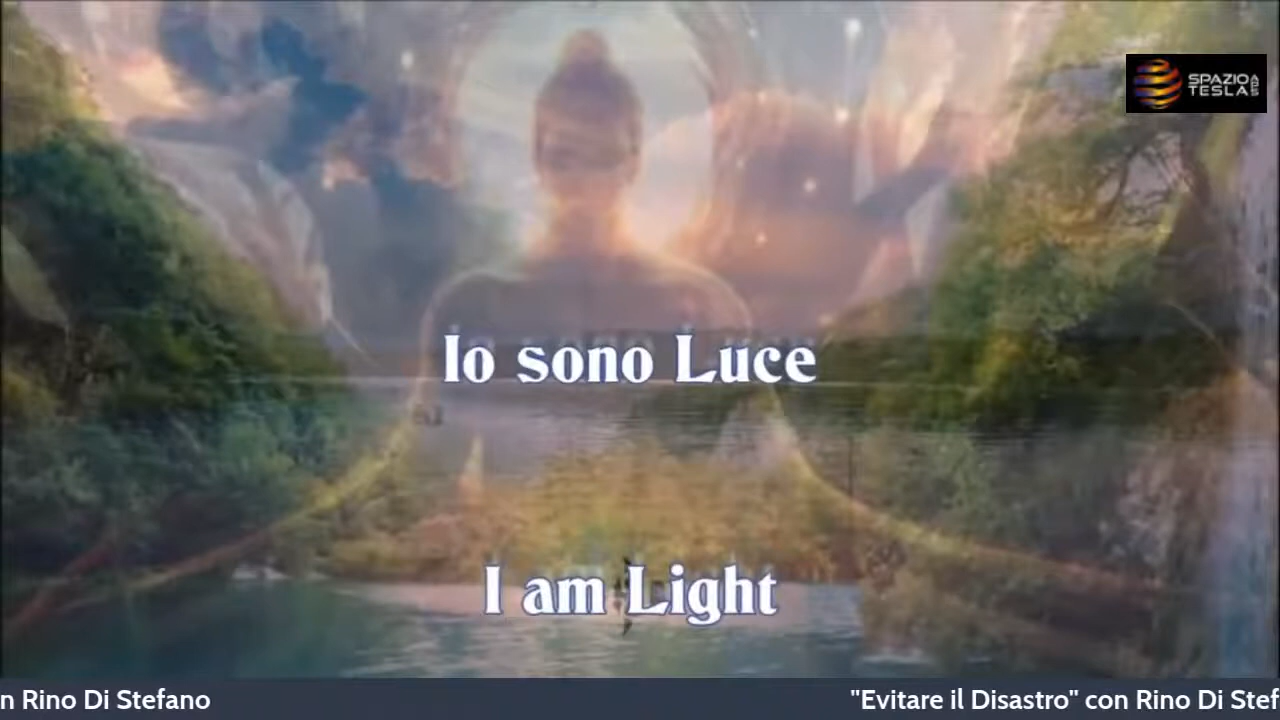 SPAZIO
TESLA
Io sono Luce
I am Light
n Rino Di Stefano
"Evitare il Disastro" con Rino Di Stef